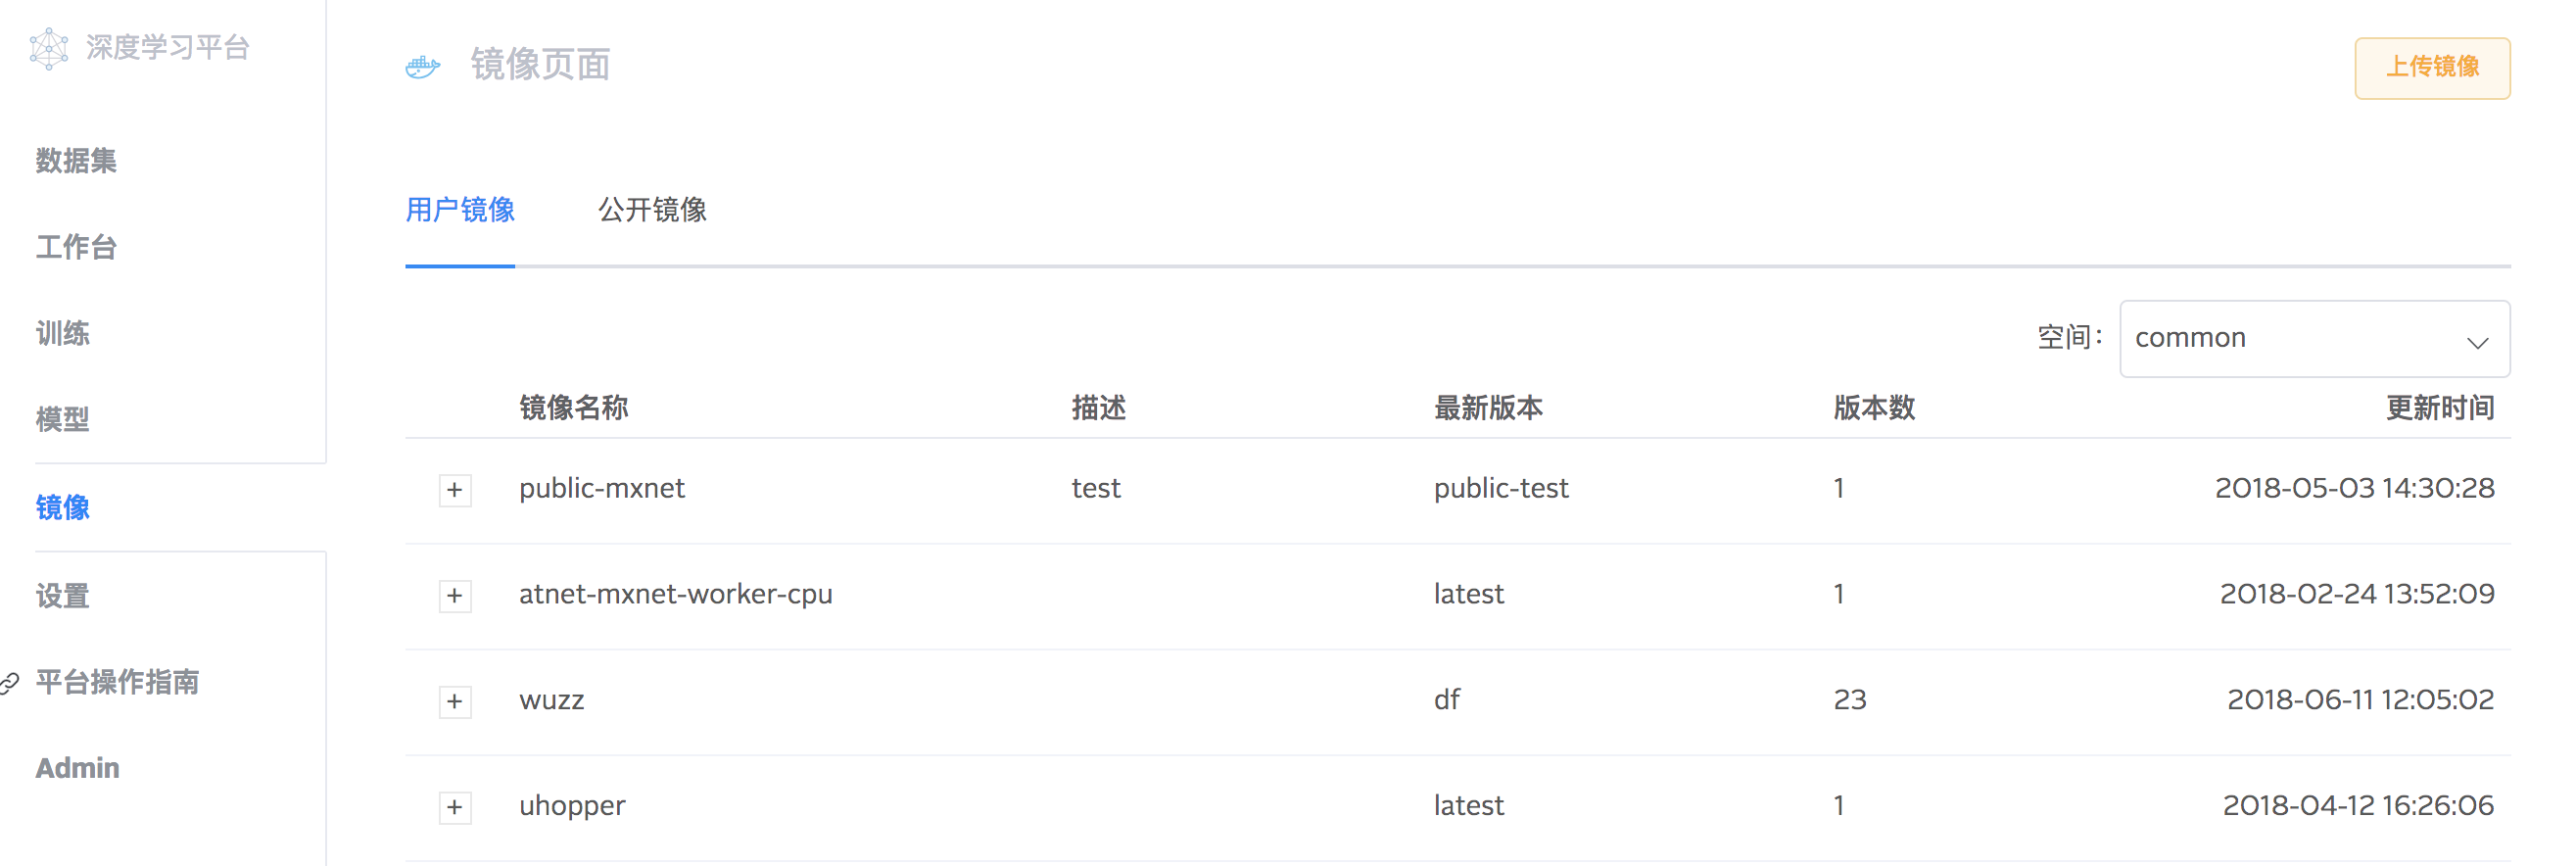 深度学习平台
数据集
工作台
训练
模型
镜像
设置
平台操作指南
Admin
镜像页面
上传镜像
用户镜像 公开镜像
空间: common
镜像名称 描述 最新版本 版本数 更新时间
public-mxnet test public-test 1 2018-05-03 14:30:28
atnet-mxnet-worker-cpu latest 1 2018-02-24 13:52:09
wuzz df 23 2018-06-11 12:05:02
uhopper latest 1 2018-04-12 16:26:06